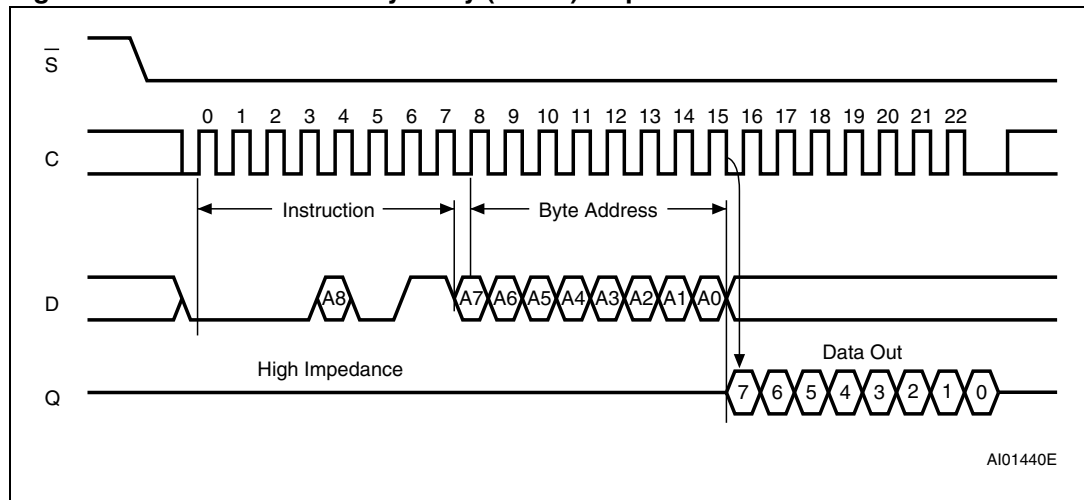 S
0 1 2 3 4 5 6 7 8 9 10 11 12 13 14 15 16 17 18 19 20 21 22
C
Instruction Byte Address
D
A8 A7 A6 A5 A4 A3 A2 A1 A0
High Impedance Data Out
Q
7 6 5 4 3 2 1 0
AI01440E